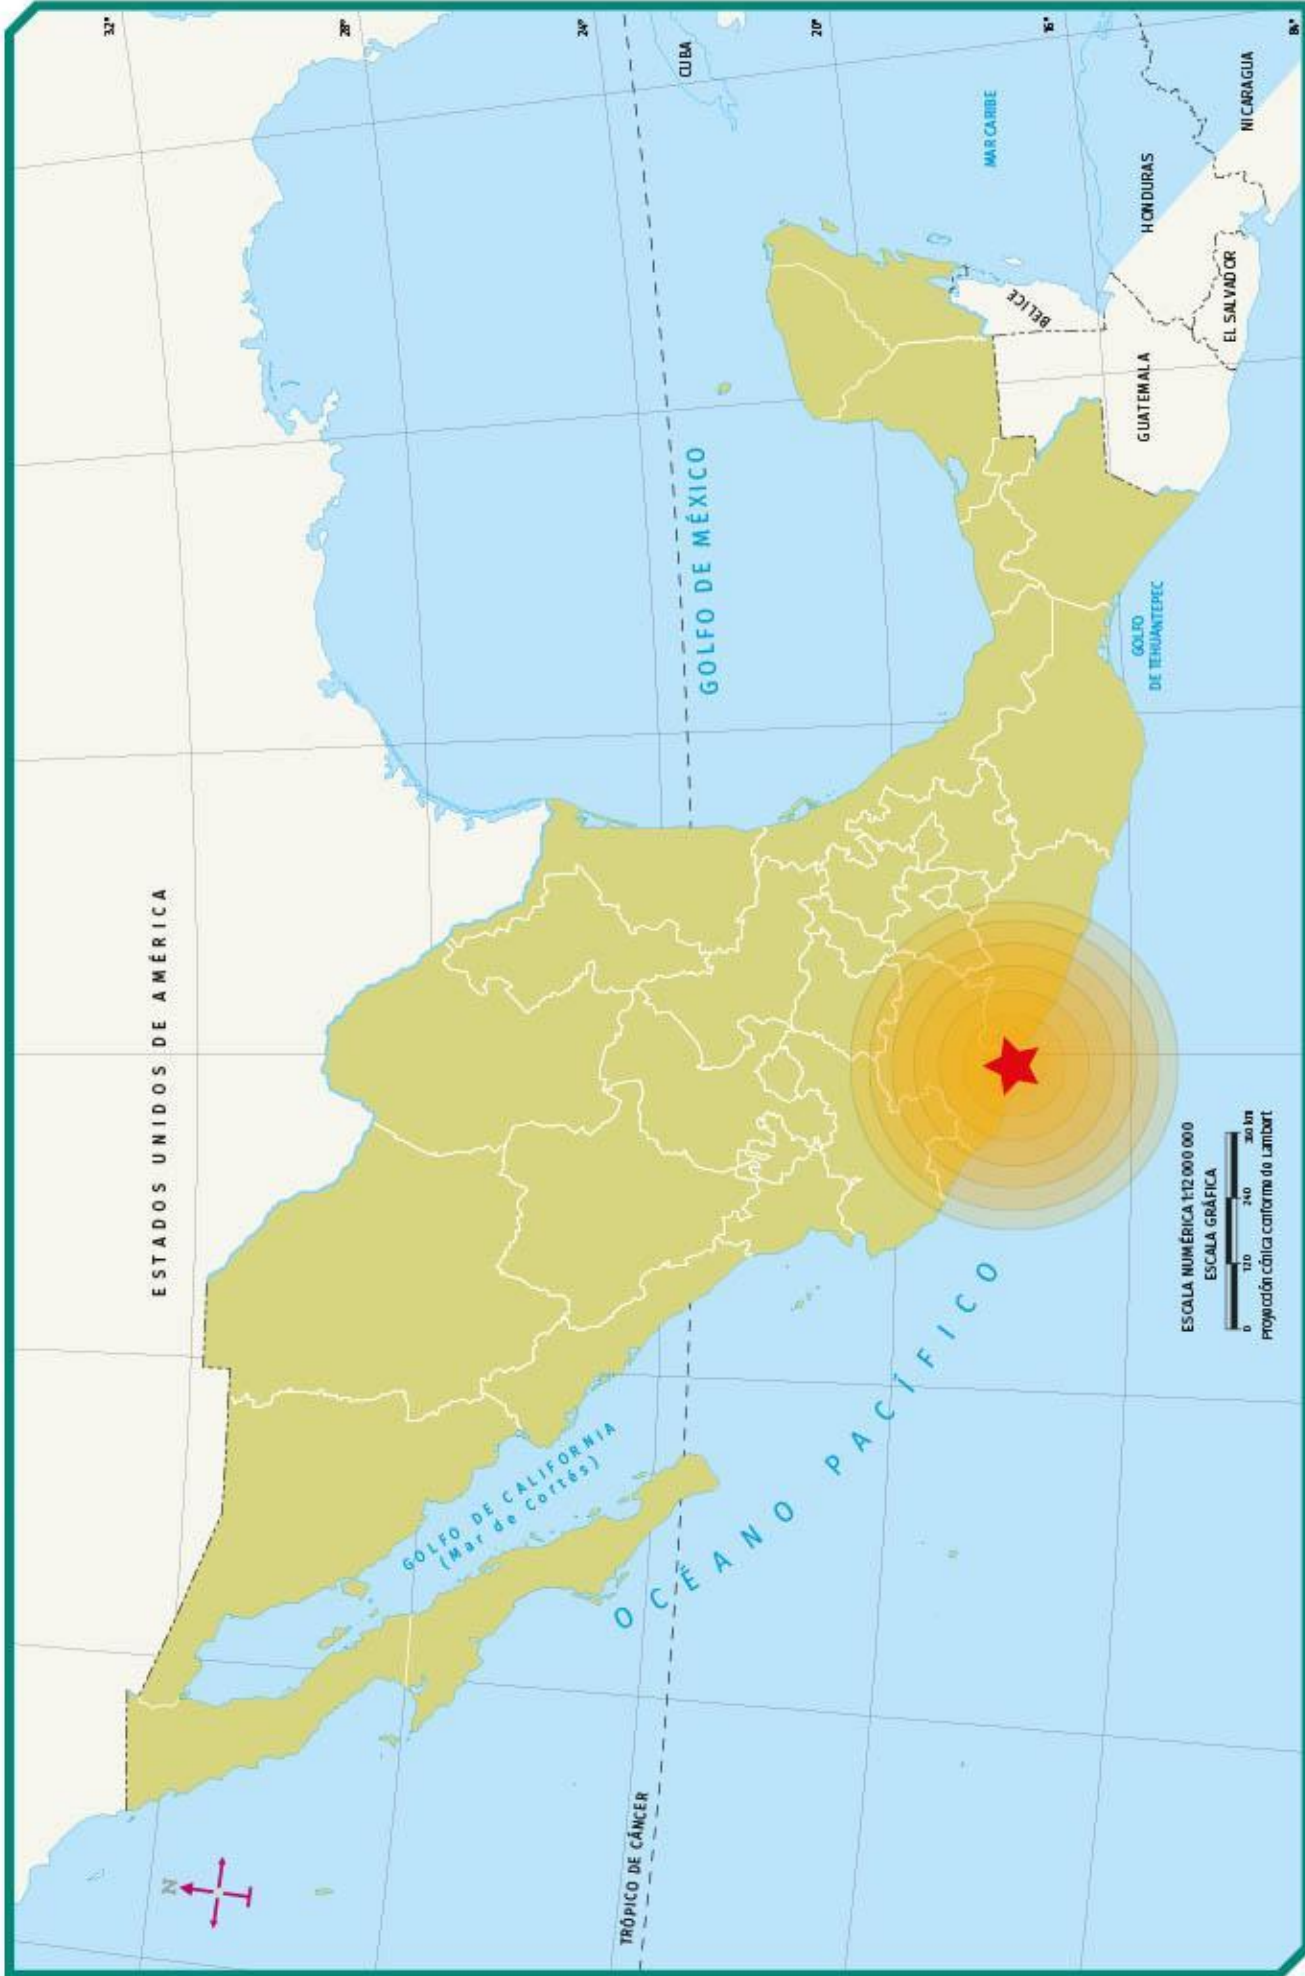 32°
28°
24°
20°
16°
84°
ESTADOS UNIDOS DE AMÉRICA
CUBA
GOLFO DE MÉXICO
MAR CARIBE
BELICE
GUATEMALA
HONDURAS
EL SALVADOR
NICARAGUA
GOLFO
DE TEHUANTEPEC
GOLFO DE CALIFORNIA
(Mar de Cortés)
OCÉANO PACÍFICO
TRÓPICO DE CÁNCER
N
ESCALA NUMÉRICA 1:12 000 000
ESCALA GRÁFICA
0 120 240 360 km
Proyección cónica conforme de Lambert